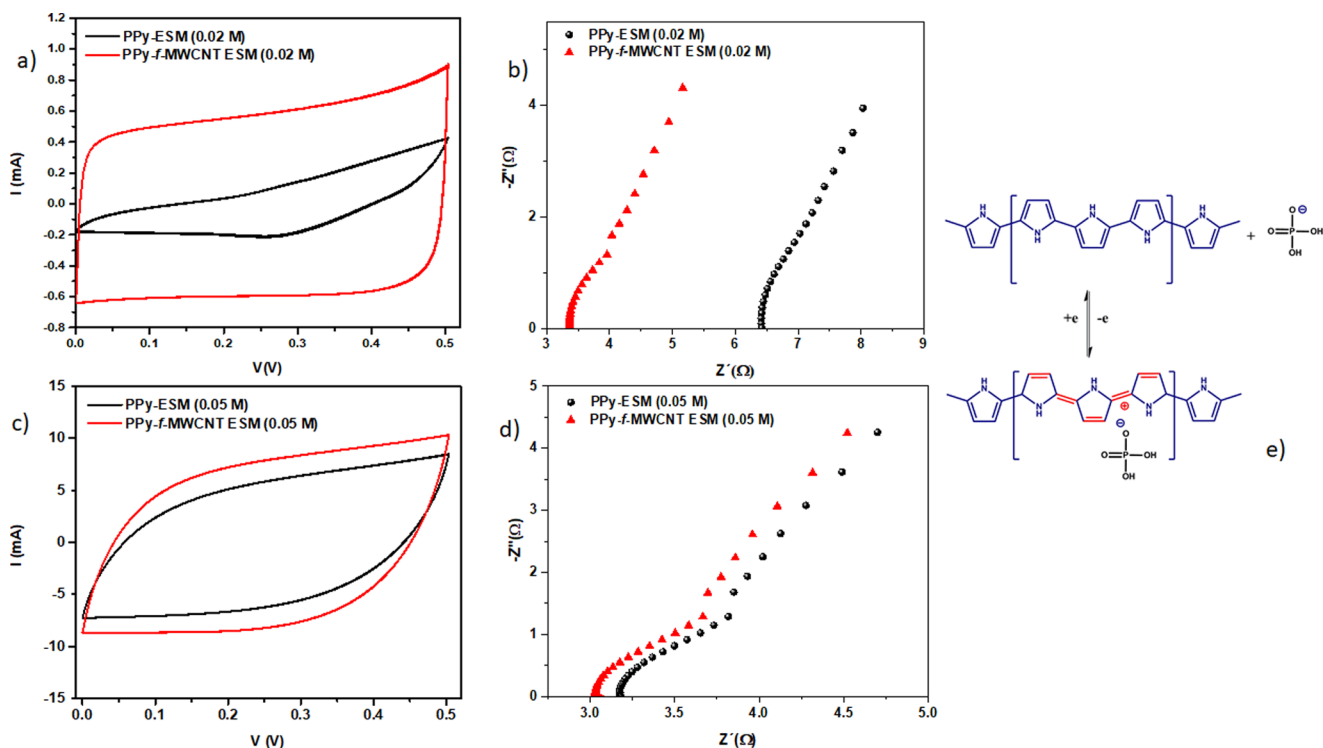 a)
1.2
1.0
0.8
0.6
0.4
0.2
0.0
-0.2
-0.4
-0.6
-0.8
I (mA)
PPy-ESM (0.02 M)
PPy-f-MWCNT ESM (0.02 M)
0.0 0.1 0.2 0.3 0.4 0.5
V (V)
b)
4
2
0
-Z''(Ω)
PPy-ESM (0.02 M)
PPy-f-MWCNT ESM (0.02 M)
3 4 5 6 7 8 9
Z´(Ω)
c)
15
10
5
0
-5
-10
-15
I (mA)
PPy-ESM (0.05 M)
PPy-f-MWCNT ESM (0.05 M)
0.0 0.1 0.2 0.3 0.4 0.5
V (V)
d)
5
4
3
2
1
0
-Z''(Ω)
PPy-ESM (0.05 M)
PPy-f-MWCNT ESM (0.05 M)
3.0 3.5 4.0 4.5 5.0
Z´(Ω)
H N H N H N H N H N + O ⊖ O P OH OH
+e -e
H N H N H N H N H N ⊕ ⊖ O O P OH OH
e)